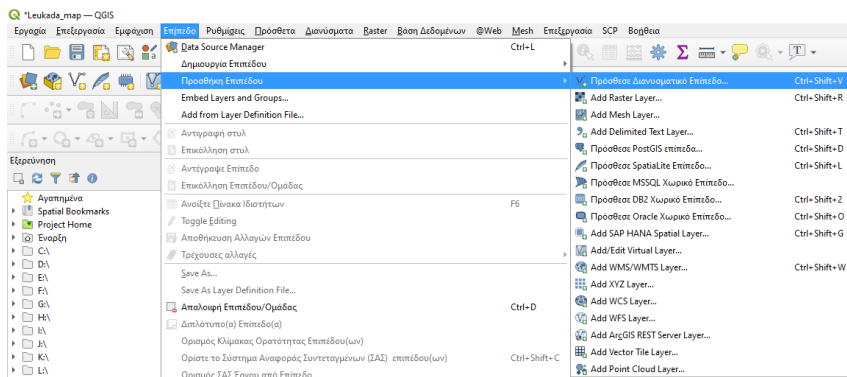 *Leukada_map — QGIS
Εργαγία Επεξεργασία Εμφάνιση Επίπεδο Ρυθμίσεις Πρόσθετα Διανύσματα Raster Βάση Δεδομένων @Web Mesh Επεξεργασία SCP Βοήθεια
Data Source Manager Ctrl+L
Δημιουργία Επιπέδου
Προσθήκη Επιπέδου
Embed Layers and Groups...
Add from Layer Definition File...
Αντιγραφή στυλ
Επικόλληση στυλ
Αντέγραψε Επίπεδο
Επικόλληση Επιπέδου/Ομάδας
Ανοίξτε Πίνακα Ιδιοτήτων F6
Toggle Editing
Αποθήκευση Αλλαγών Επιπέδου
Τρέχουσες αλλαγές
Save As...
Save As Layer Definition File...
Απαλοιφή Επιπέδου/Ομάδας Ctrl+D
Διπλότυπο(α) Επίπεδο(α)
Ορισμός Κλίμακας Ορατότητας Επιπέδου(ων)
Ορίστε το Σύστημα Αναφοράς Συντεταγμένων (ΣΑΣ) επιπέδου(ων) Ctrl+Shift+C
Ορισμός ΣΑΣ Έργου από Επίπεδο
Πρόσθεσε Διανυσματικό Επίπεδο... Ctrl+Shift+V
Add Raster Layer... Ctrl+Shift+R
Add Mesh Layer...
Add Delimited Text Layer... Ctrl+Shift+T
Πρόσθεσε PostGIS επίπεδα... Ctrl+Shift+D
Πρόσθεσε SpatiaLite Επίπεδο... Ctrl+Shift+L
Πρόσθεσε MSSQL Χωρικό Επίπεδο...
Πρόσθεσε DB2 Χωρικό Επίπεδο... Ctrl+Shift+2
Πρόσθεσε Oracle Χωρικό Επίπεδο... Ctrl+Shift+O
Add SAP HANA Spatial Layer... Ctrl+Shift+G
Add/Edit Virtual Layer...
Add WMS/WMTS Layer... Ctrl+Shift+W
Add XYZ Layer...
Add WCS Layer...
Add WFS Layer...
Add ArcGIS REST Server Layer...
Add Vector Tile Layer...
Add Point Cloud Layer...
Εξερεύνηση
Αγαπημένα
Spatial Bookmarks
Project Home
Έναρξη
C:\
D:\
E:\
F:\
G:\
H:\
I:\
J:\
K:\
L:\